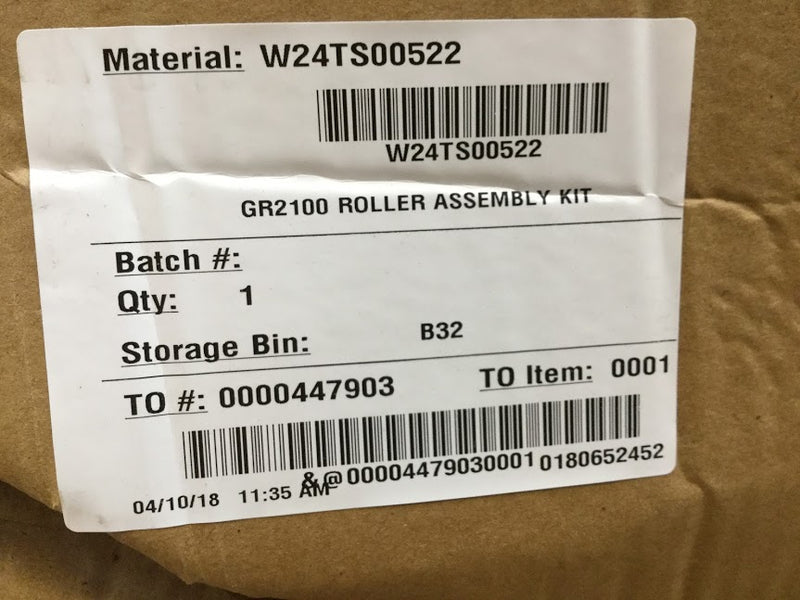 Material: W24TS00522
W24TS00522
GR2100 ROLLER ASSEMBLY KIT
Batch #:
Qty: 1
Storage Bin: B32
TO #: 0000447903 TO Item: 0001
&@00004479030001 0180652452
04/10/18 11:35 AM